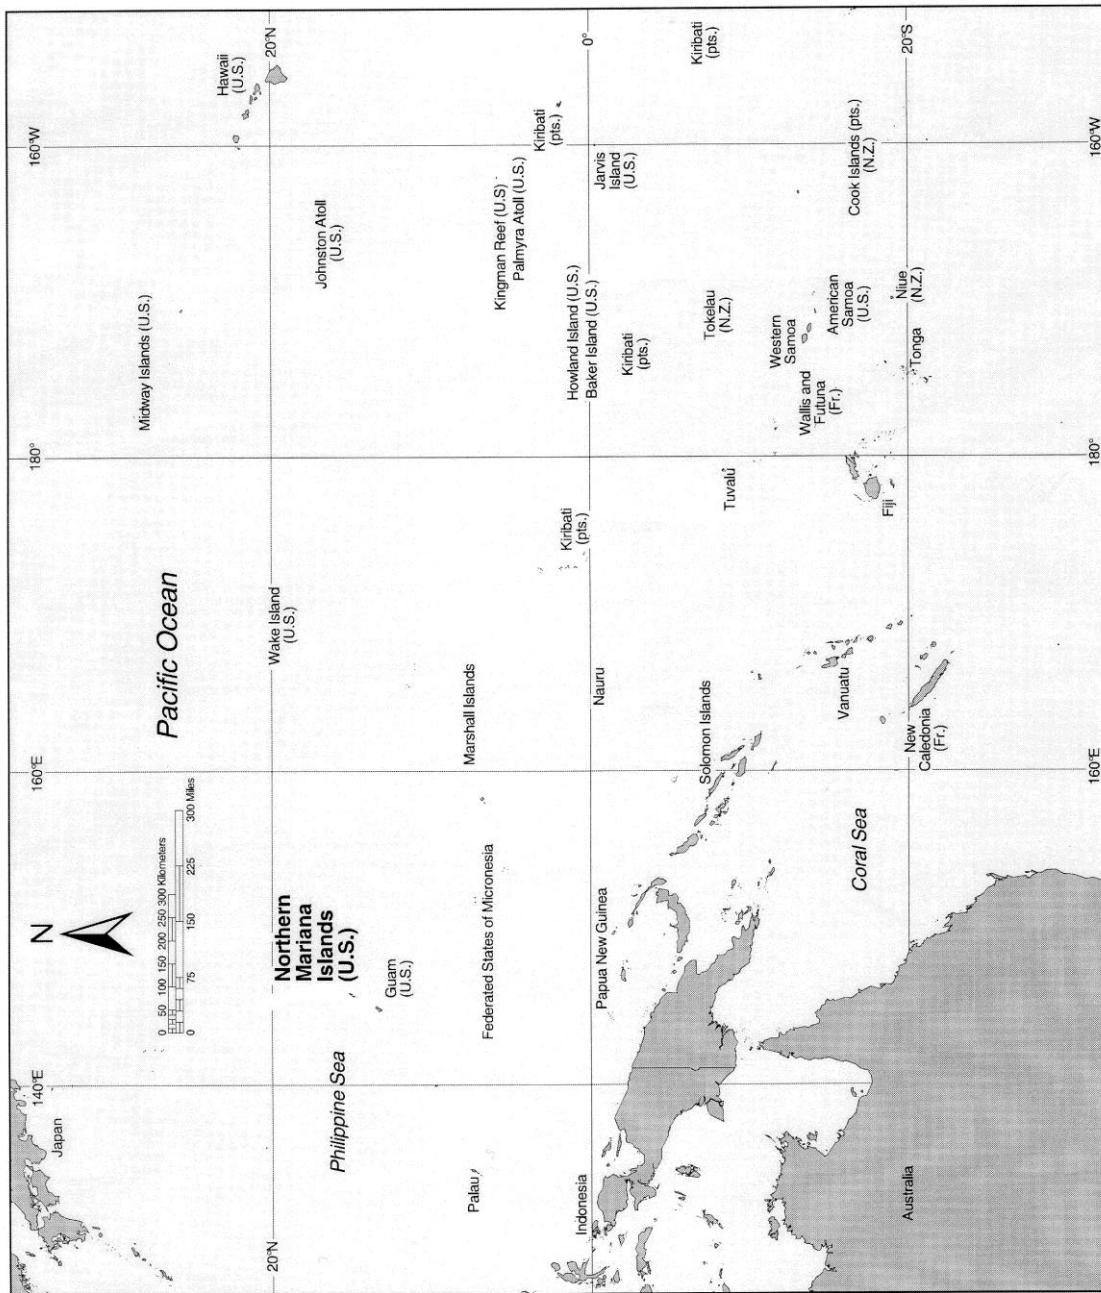 160°W
180°
160°E
140°E
20°N
0°
20°S
Hawaii
(U.S.)
Midway Islands (U.S.)
Johnston Atoll
(U.S.)
Pacific Ocean
Wake Island
(U.S.)
N
0 50 100 150 200 250 300 Kilometers
0 75 150 225 300 Miles
Northern
Mariana
Islands
(U.S.)
Guam
(U.S.)
Japan
Philippine Sea
20°N
Kiribati
(pts.)
Kingman Reef (U.S)
Palmyra Atoll (U.S.)
Marshall Islands
Federated States of Micronesia
Palau
Jarvis
Island
(U.S.)
Howland Island (U.S.)
Baker Island (U.S.)
Kiribati
(pts.)
Kiribati
(pts.)
Nauru
Indonesia
Kiribati
(pts.)
Tokelau
(N.Z.)
Tuvalu
Solomon Islands
Papua New Guinea
Cook Islands (pts.)
(N.Z.)
Western
Samoa
American
Samoa
(U.S.)
Wallis and
Futuna
(Fr.)
Niue
(N.Z.)
Tonga
Fiji
Vanuatu
New
Caledonia
(Fr.)
Coral Sea
Australia
160°W
180°
160°E